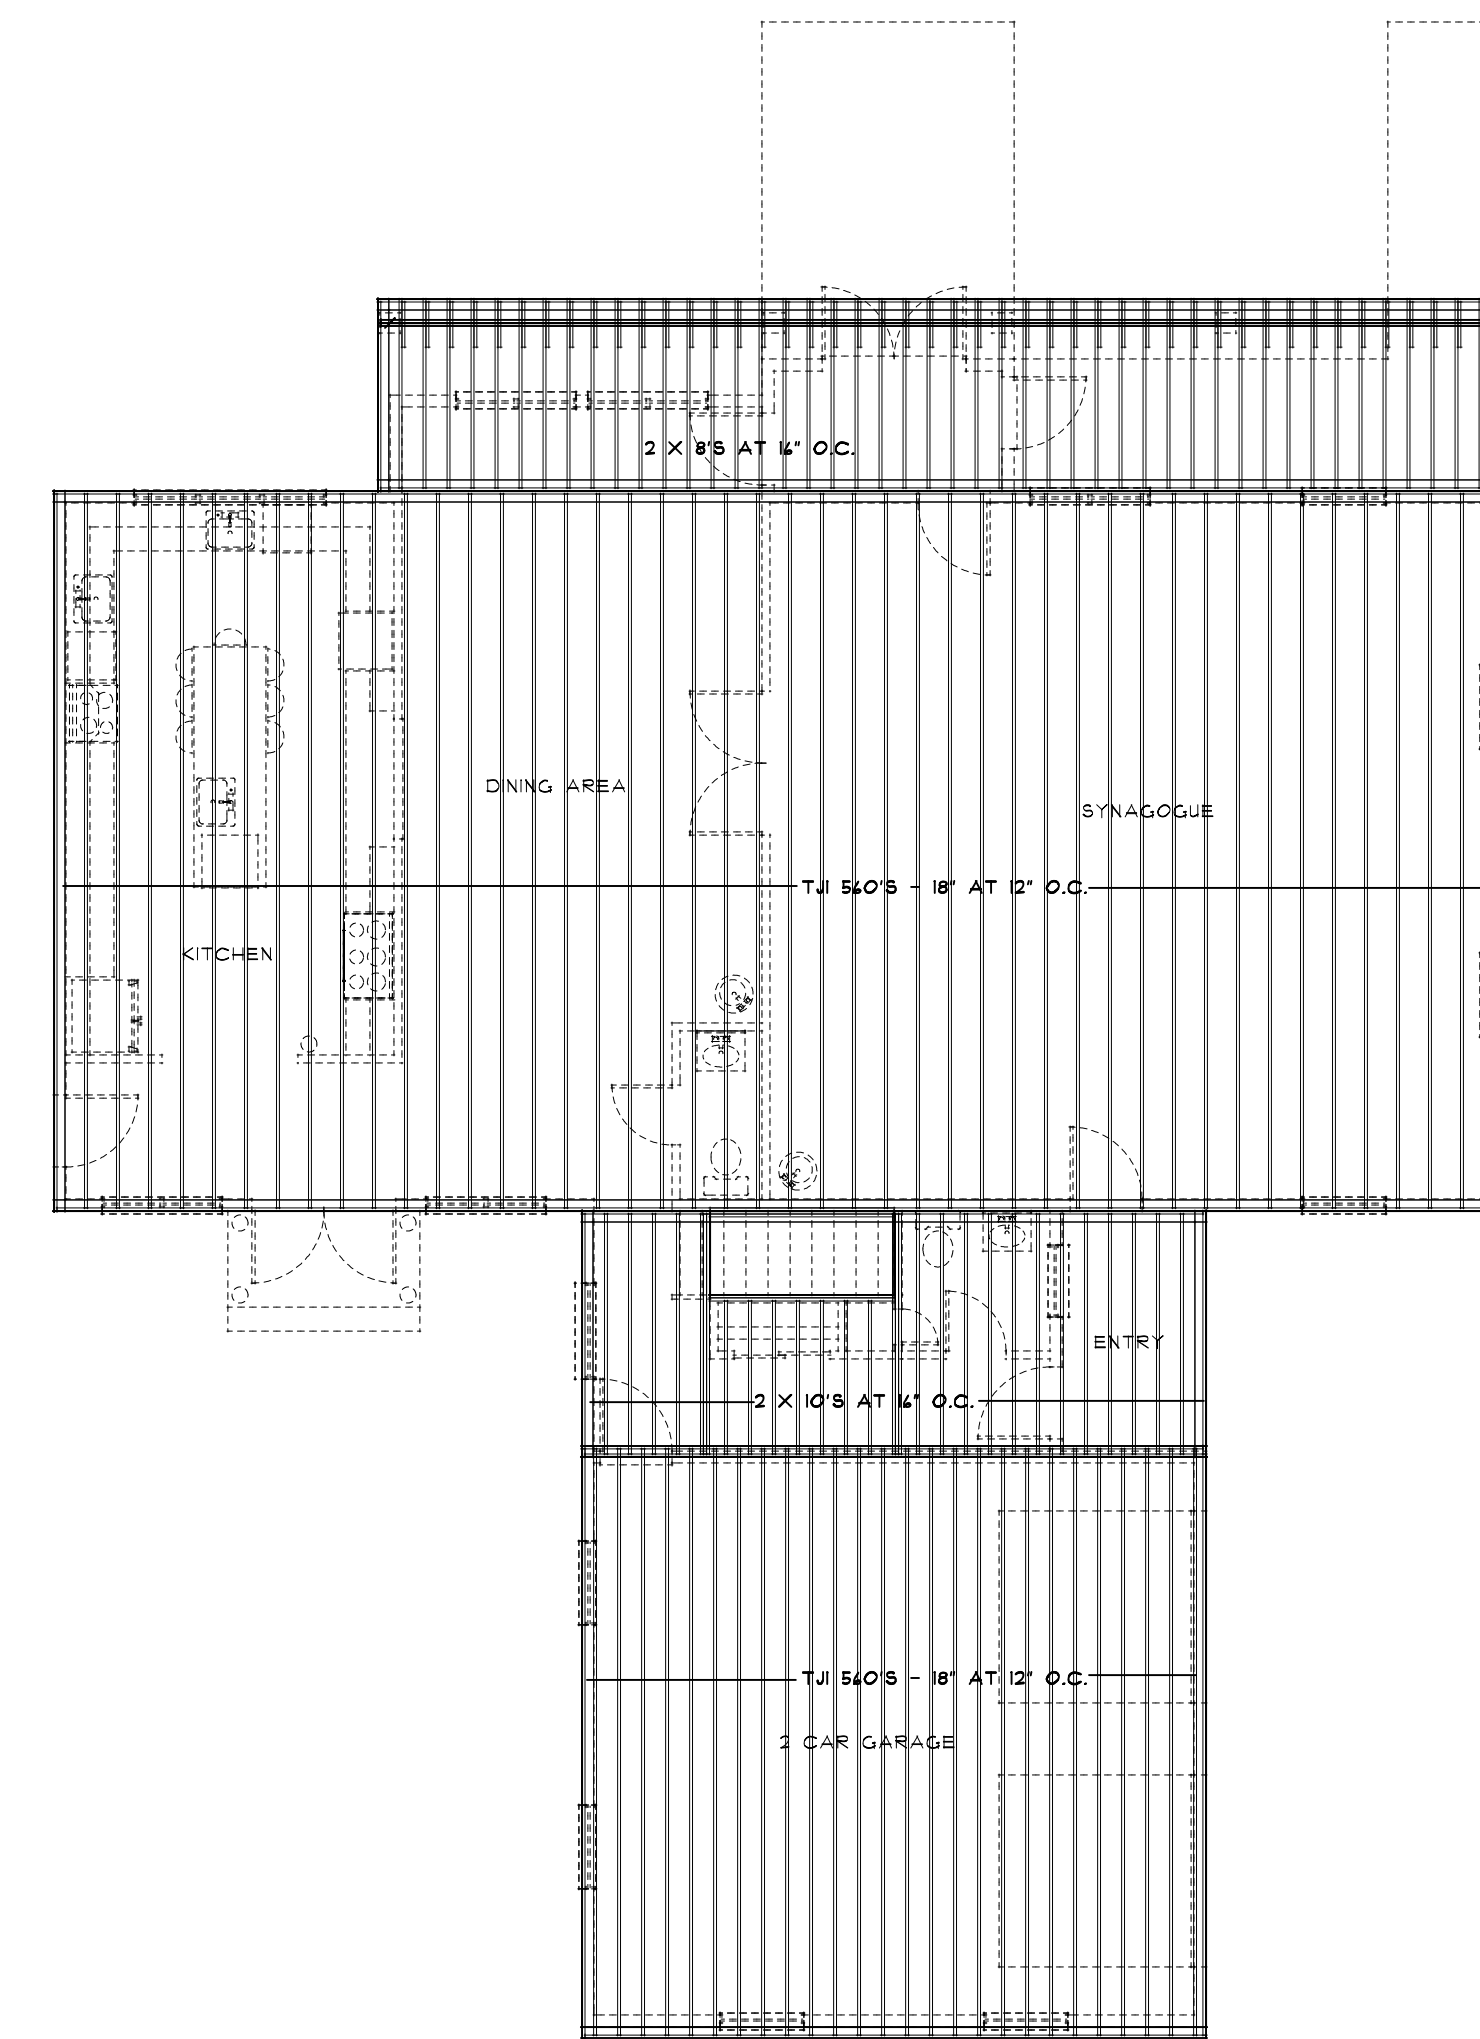 2 X 8'S AT 16" O.C.
DINING AREA
SYNAGOGUE
TJI 560'S - 18" AT 12" O.C.
KITCHEN
ENTRY
2 X 10'S AT 16" O.C.
TJI 560'S - 18" AT 12" O.C.
2 CAR GARAGE